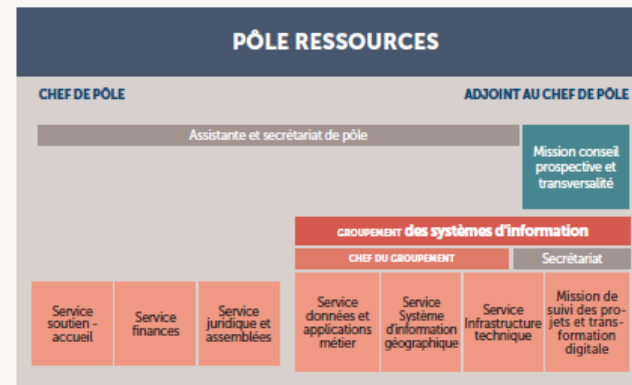 PÔLE RESSOURCES
CHEF DE PÔLE
ADJOINT AU CHEF DE PÔLE
Assistante et secrétariat de pôle
Mission conseil
prospective et
transversalité
GROUPEMENT des systèmes d'information
CHEF DU GROUPEMENT
Secrétariat
Service
soutien -
accueil
Service
finances
Service
juridique et
assemblées
Service
données et
applications
métier
Service
Système
d'information
géographique
Service
Infrastructure
technique
Mission de
suivi des pro-
jets et trans-
formation
digitale